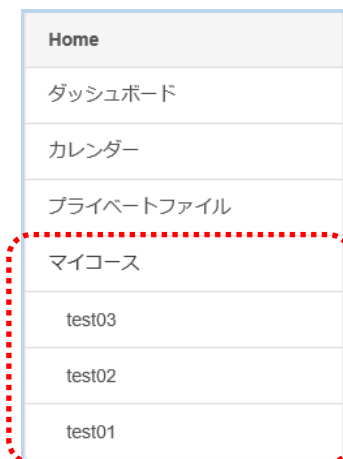 Home
ダッシュボード
カレンダー
プライベートファイル
マイコース
test03
test02
test01